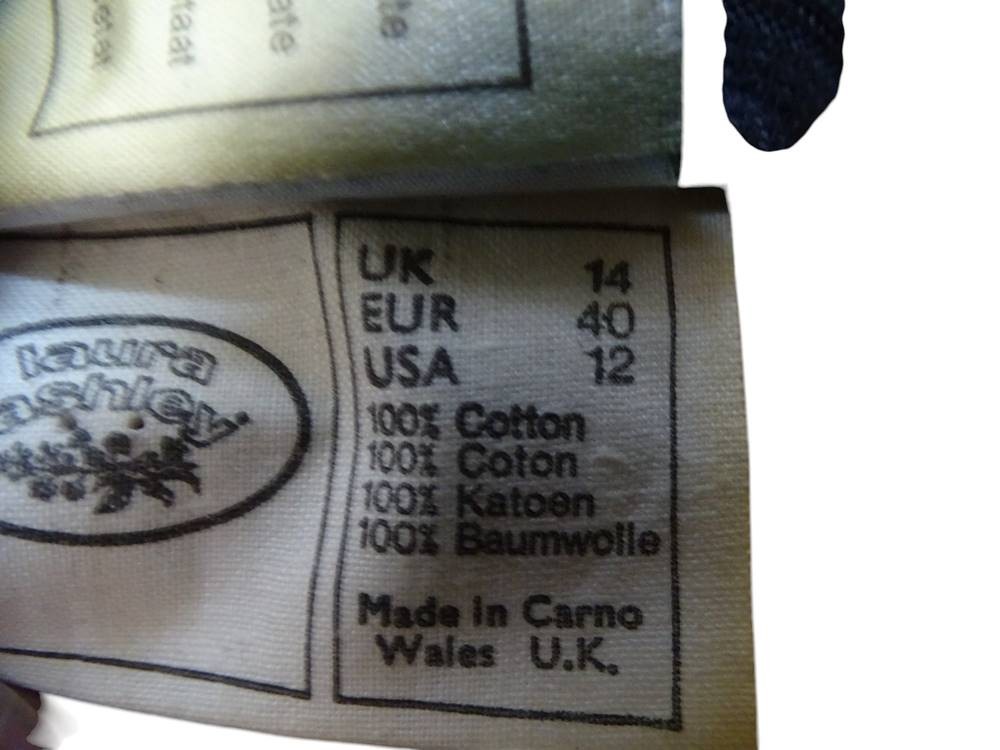 tate
laura
ashley
UK 14
EUR 40
USA 12
100% Cotton
100% Coton
100% Katoen
100% Baumwolle
Made in Carno
Wales U.K.